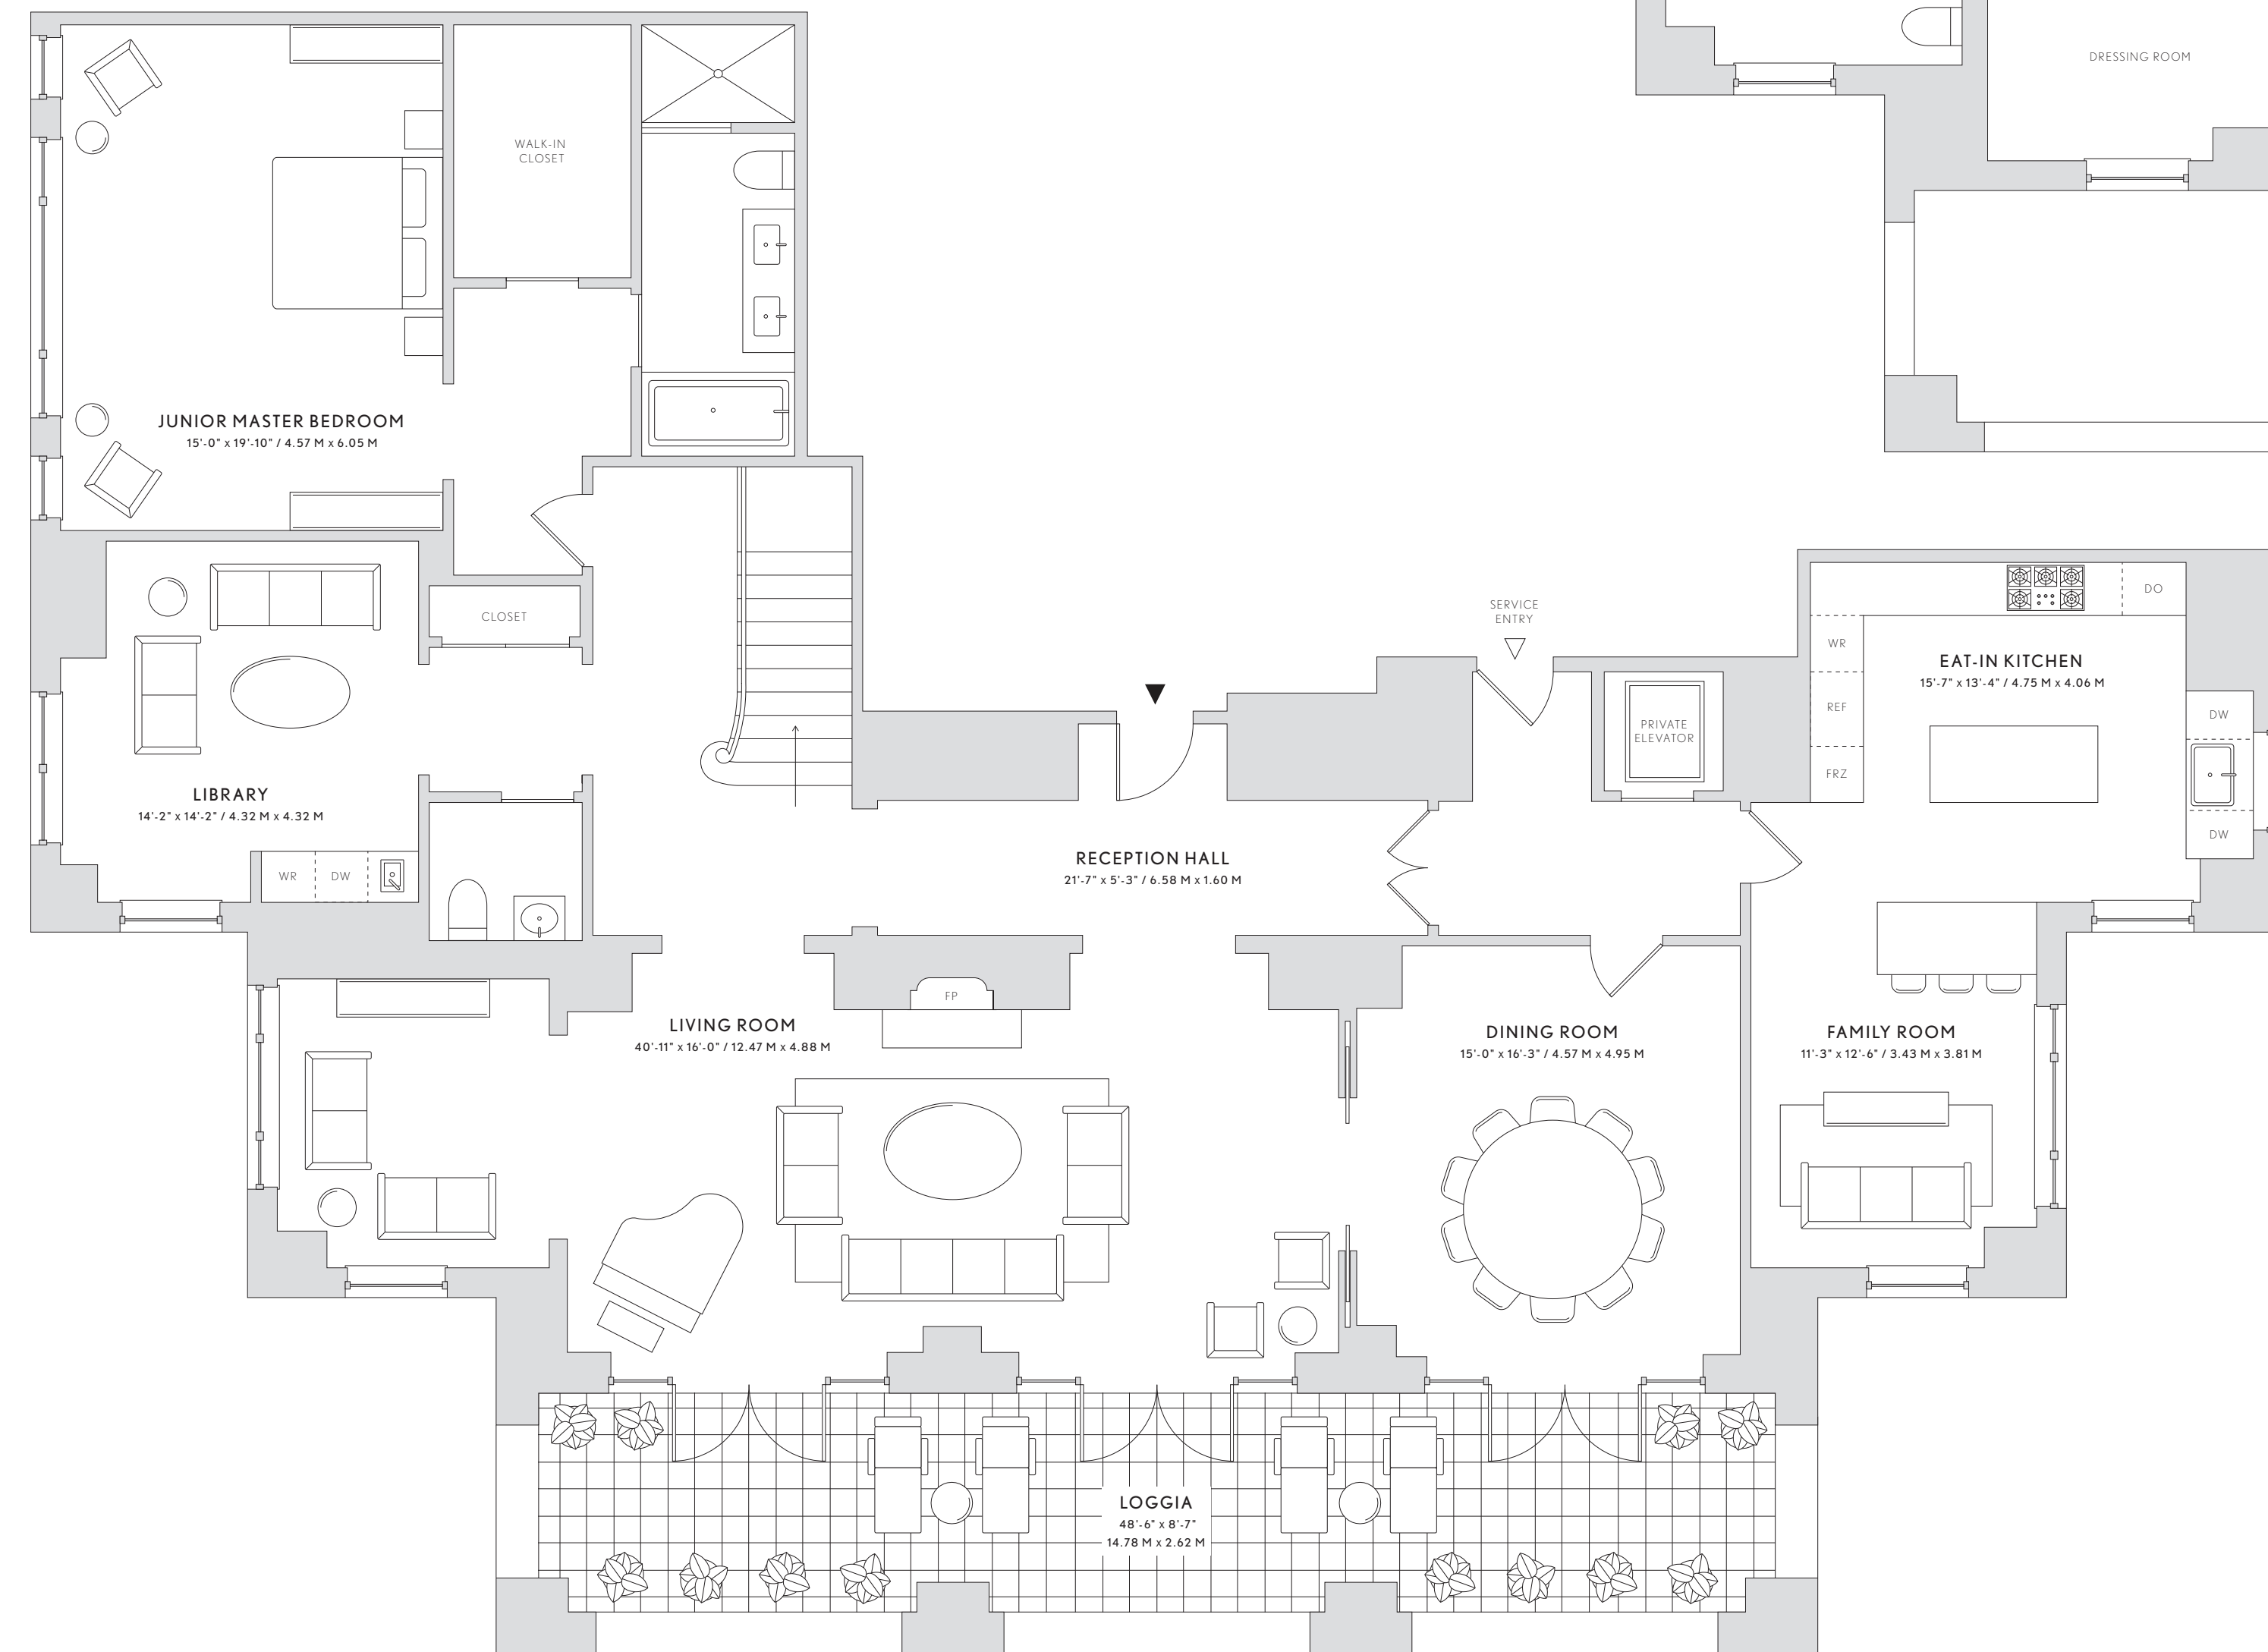 DRESSING ROOM
WALK-IN
CLOSET
JUNIOR MASTER BEDROOM
15'-0" x 19'-10" / 4.57 M x 6.05 M
CLOSET
SERVICE
ENTRY
DO
WR
EAT-IN KITCHEN
15'-7" x 13'-4" / 4.75 M x 4.06 M
REF
DW
PRIVATE
ELEVATOR
FRZ
LIBRARY
14'-2" x 14'-2" / 4.32 M x 4.32 M
DW
RECEPTION HALL
21'-7" x 5'-3" / 6.58 M x 1.60 M
WR
DW
FP
LIVING ROOM
40'-11" x 16'-0" / 12.47 M x 4.88 M
DINING ROOM
15'-0" x 16'-3" / 4.57 M x 4.95 M
FAMILY ROOM
11'-3" x 12'-6" / 3.43 M x 3.81 M
LOGGIA
48'-6" x 8'-7"
14.78 M x 2.62 M